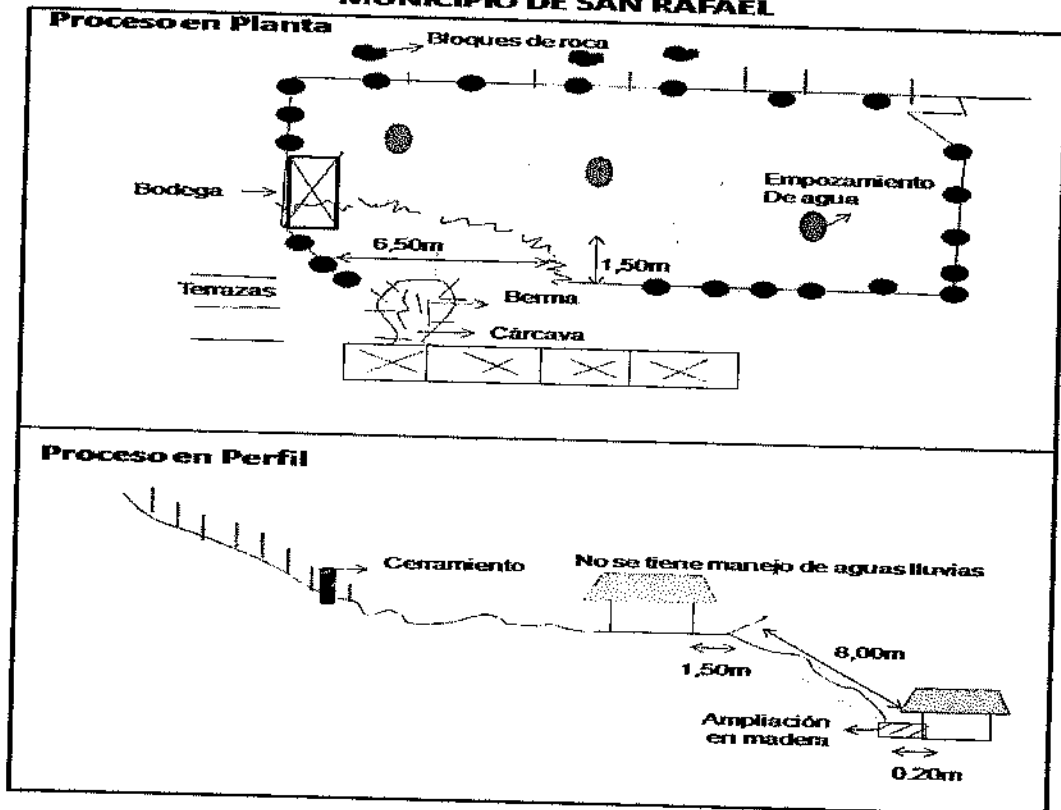 MUNICIPIO DE SAN RAFAEL
Proceso en Planta
Bloques de roca
Bodega
Empozamiento
De agua
6,50m
1,50m
Terrazas
Berma
Cárcava
Proceso en Perfil
Cerramiento
No se tiene manejo de aguas lluvias
8,00m
1,50m
Ampliación
en madera
0.20m